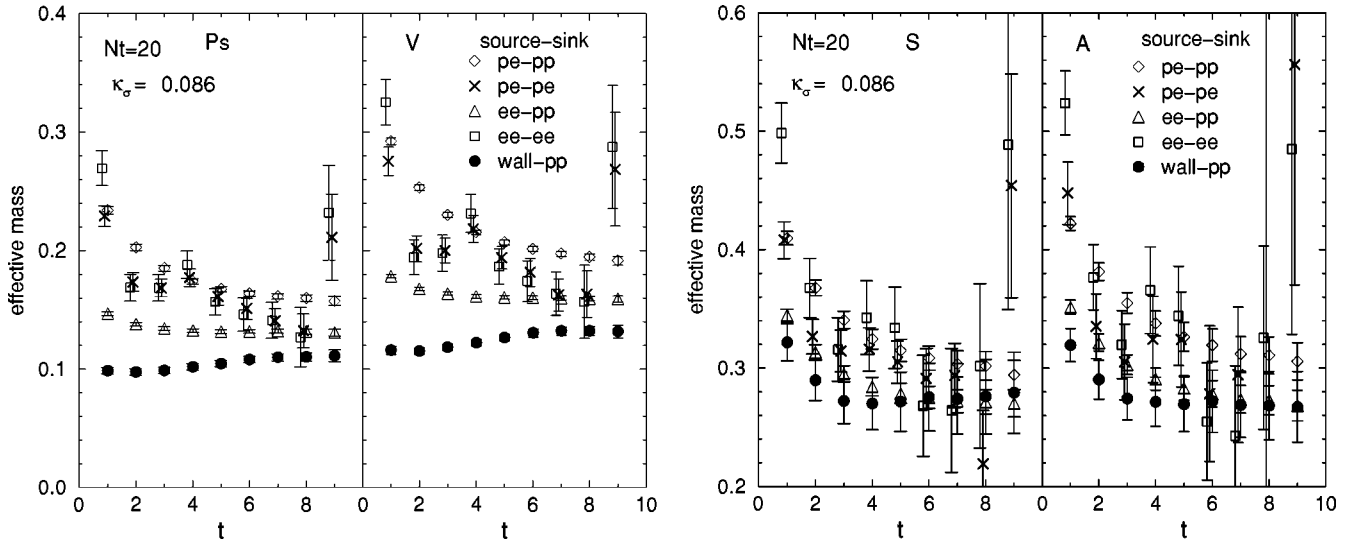 Nt=20 Ps
κσ = 0.086
V source-sink
pe-pp
pe-pe
ee-pp
ee-ee
wall-pp
effective mass
0.4
0.3
0.2
0.1
0.0
0 2 4 6 8 0 2 4 6 8 10
t t
Nt=20 S
κσ = 0.086
A source-sink
pe-pp
pe-pe
ee-pp
ee-ee
wall-pp
effective mass
0.6
0.5
0.4
0.3
0.2
0 2 4 6 8 0 2 4 6 8 10
t t